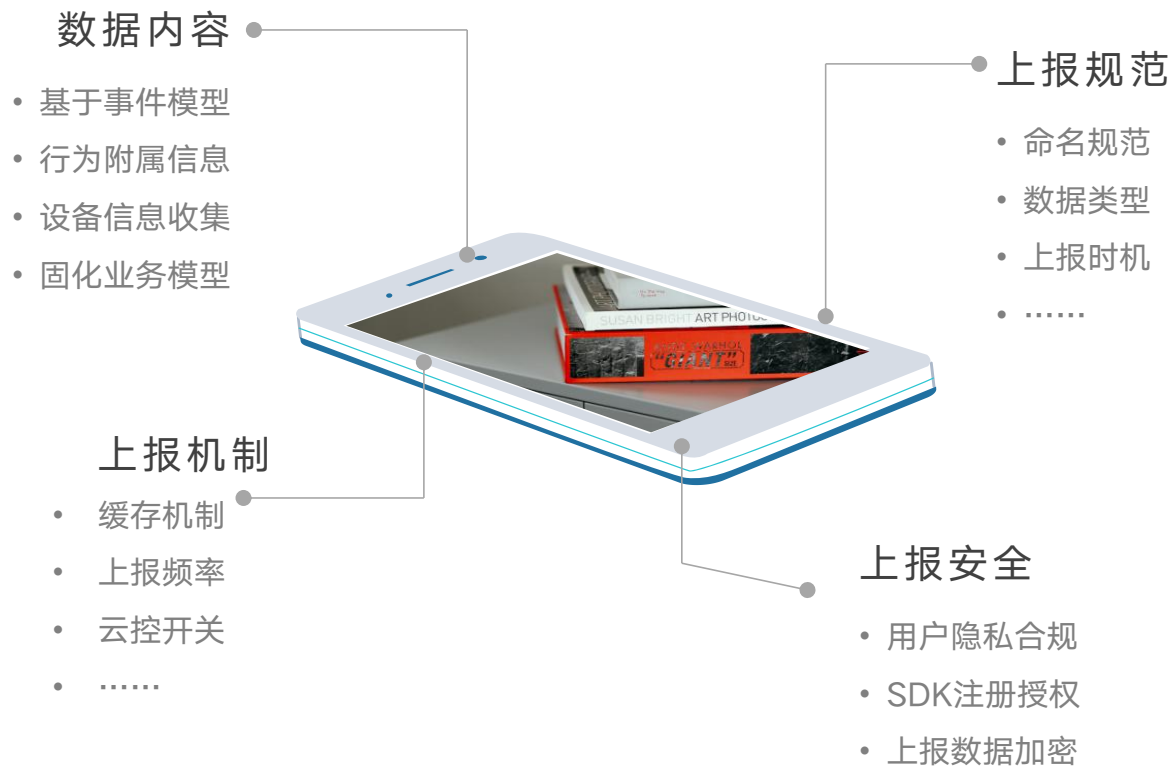 数据内容
• 基于事件模型
• 行为附属信息
• 设备信息收集
• 固化业务模型
上报规范
• 命名规范
• 数据类型
• 上报时机
• ……
SUSAN BRIGHT ART PHOTO
ANDY WARHOL
"GIANT" SIZE
上报机制
• 缓存机制
• 上报频率
• 云控开关
• ……
上报安全
• 用户隐私合规
• SDK注册授权
• 上报数据加密